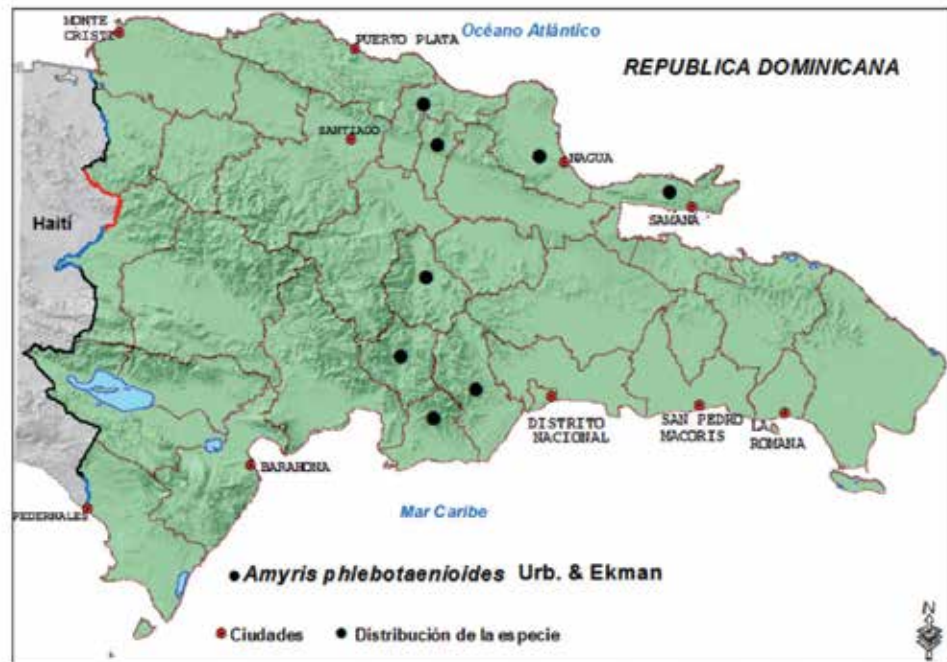 MONTE
CRISTI
PUERTO PLATA
Océano Atlántico
REPUBLICA DOMINICANA
SANTIAGO
NAGUA
SAMANA
Haití
DISTRITO
NACIONAL
SAN PEDRO
MACORIS
LA
ROMANA
BARAHONA
PEDERNALES
Mar Caribe
Amyris phlebotaenioides Urb. & Ekman
Ciudades
Distribución de la especie
N